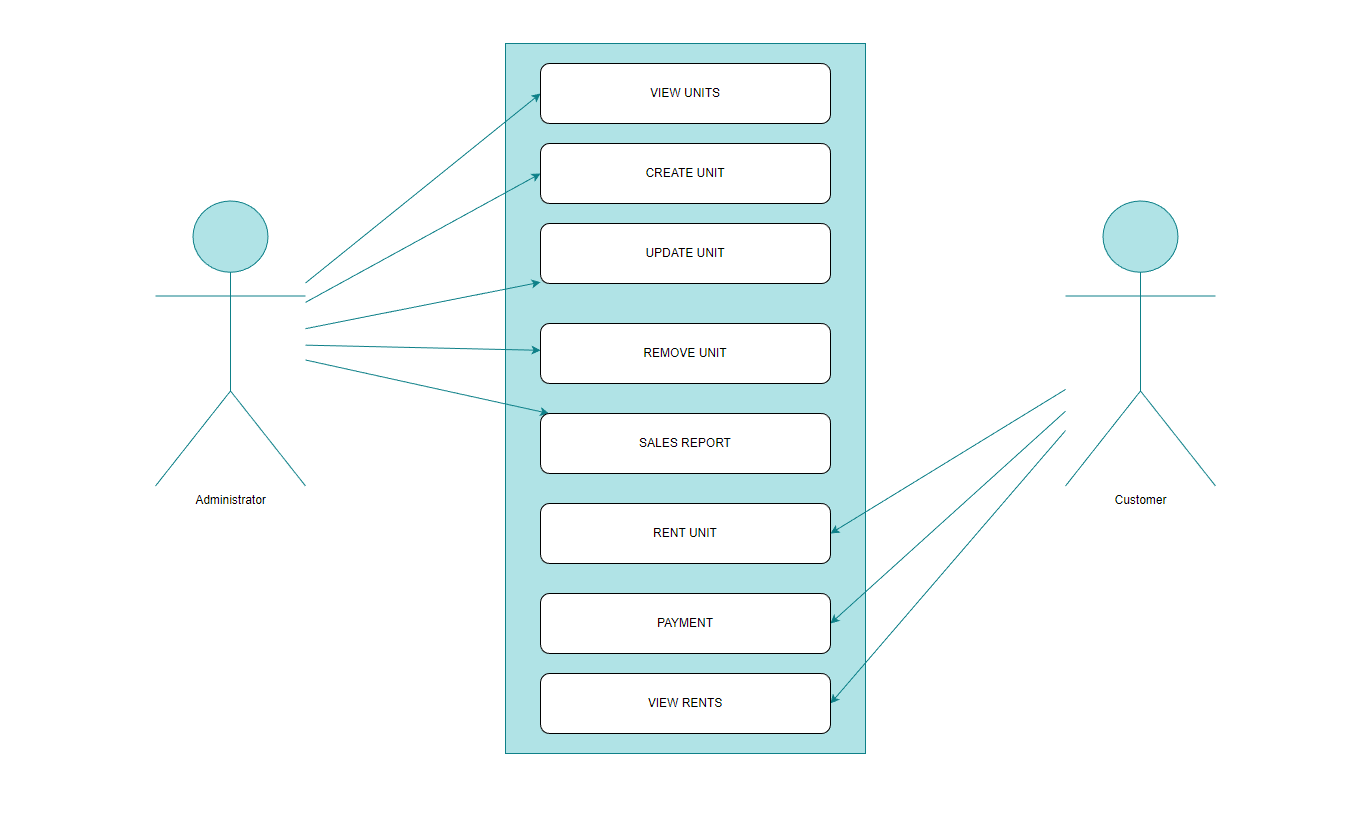 VIEW UNITS
CREATE UNIT
UPDATE UNIT
REMOVE UNIT
SALES REPORT
Administrator
Customer
RENT UNIT
PAYMENT
VIEW RENTS